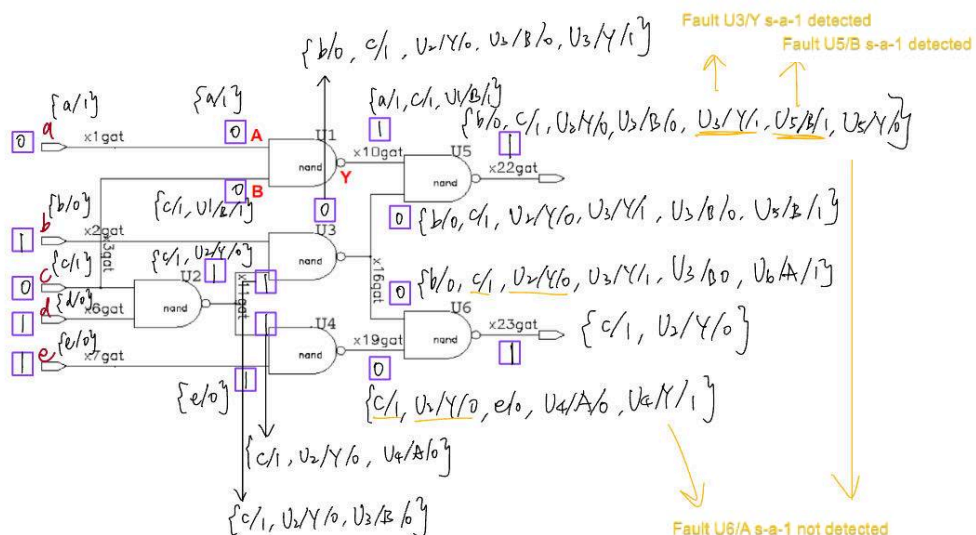 Fault U3/Y s-a-1 detected
Fault U5/B s-a-1 detected
{b/0, c/1, U2/Y/0, U3/B/0, U3/Y/1}
{a/1} {a/1} {a/1, c/1, U1/B/1}
0 a x1gat 0 A U1 nand Y x10gat 1
{b/0, c/1, U2/Y/0, U3/B/0, U3/Y/1, U5/B/1, U5/Y/0}
0 B {c/1, U1/B/1} 0 U5 nand x22gat 1
{b/0} 1 b x2gat x3gat U3 nand 0
{b/0, c/1, U2/Y/0, U3/Y/1, U3/B/0, U5/B/1}
{c/1} 0 c {c/1, U2/Y/0} 1 U2 nand x11gat 1 x16gat 0
{b/0, c/1, U2/Y/0, U3/Y/1, U3/B0, U6/A/1}
1 d {d/0} x6gat 1 U4 nand U6 nand x23gat 1
{c/1, U2/Y/0}
1 e {e/0} x7gat 1 x19gat 0
{e/0}
{c/1, U2/Y/0, e/0, U4/A/0, U4/Y/1}
{c/1, U2/Y/0, U4/A/0}
{c/1, U2/Y/0, U3/B/0}
Fault U6/A s-a-1 not detected